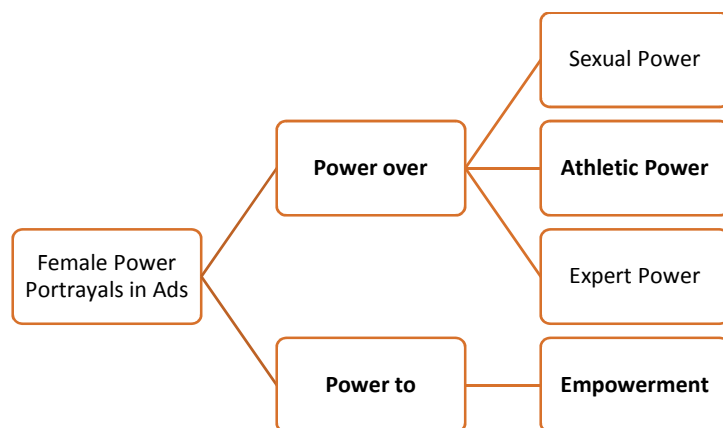 Female Power
Portrayals in Ads
Power over
Sexual Power
Athletic Power
Expert Power
Power to
Empowerment